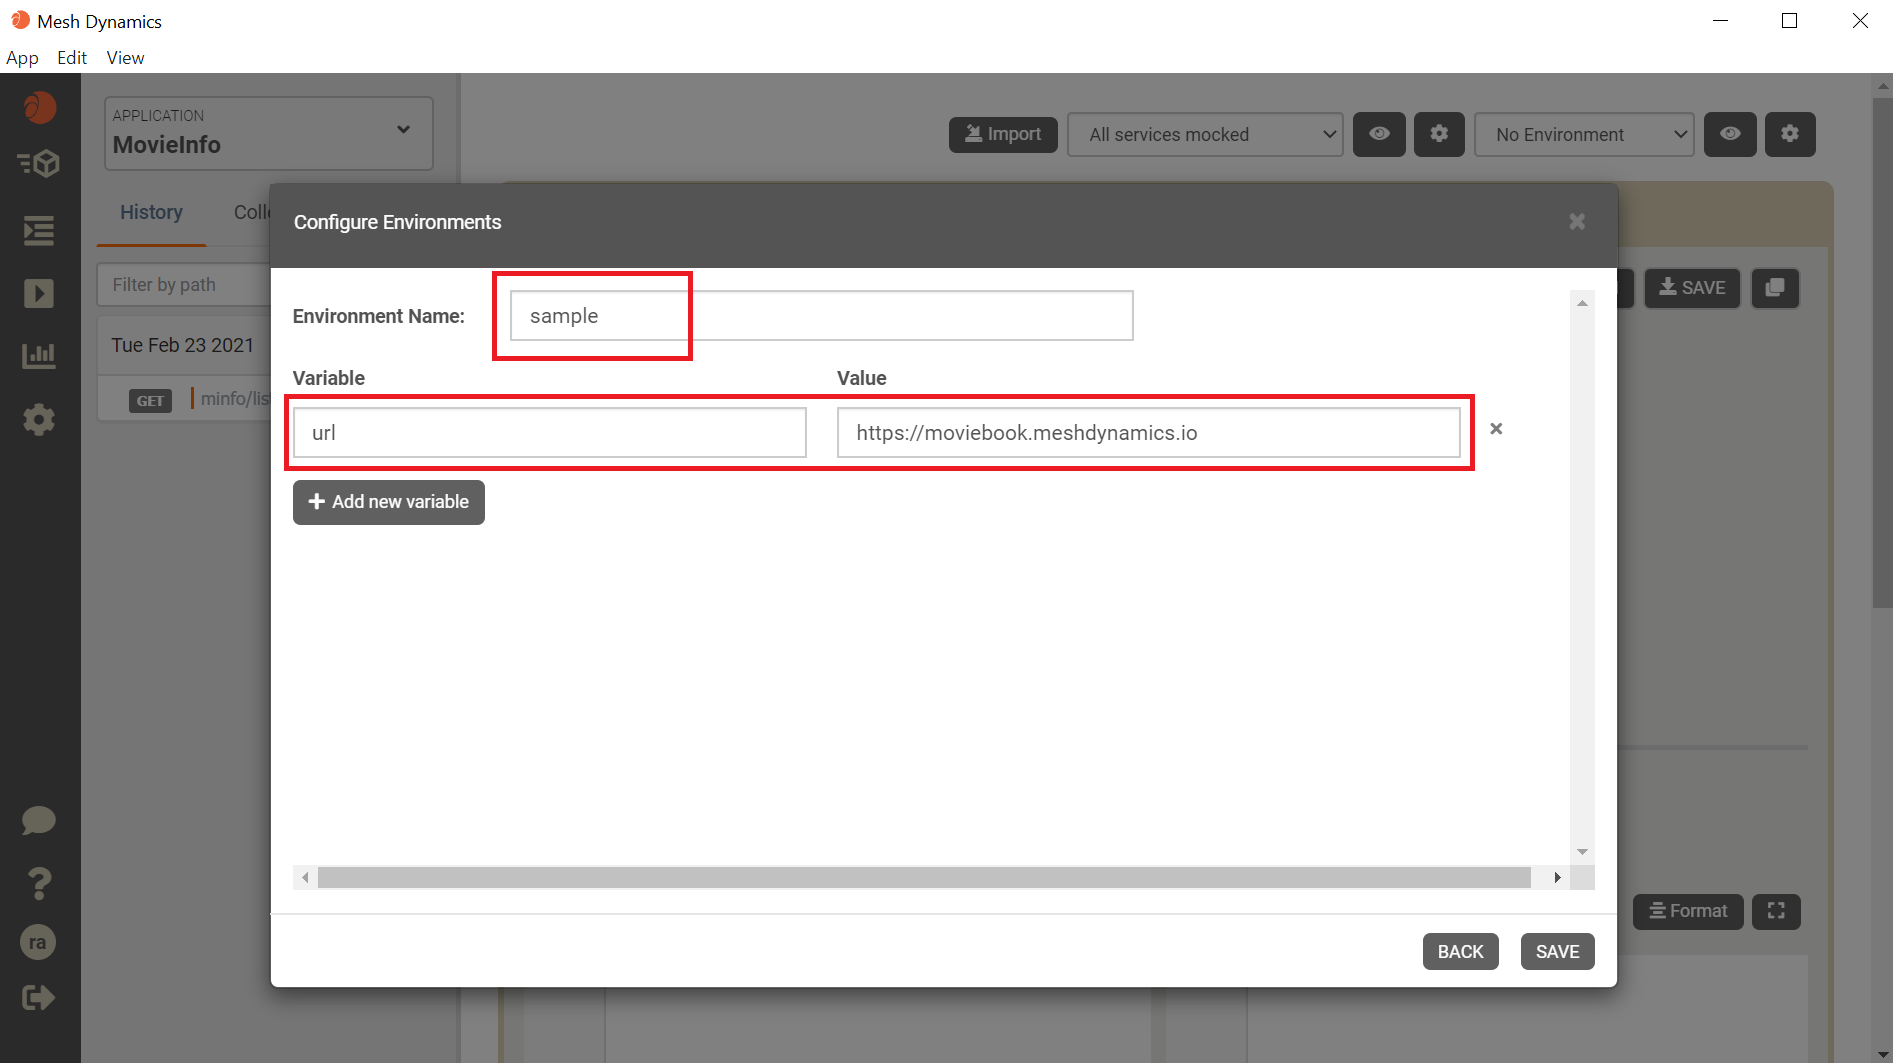 Mesh Dynamics
App Edit View
APPLICATION
MovieInfo
Import
All services mocked
No Environment
History
Colle
Configure Environments
Filter by path
SAVE
Environment Name:
sample
Tue Feb 23 2021
Variable
Value
GET
minfo/list
url
https://moviebook.meshdynamics.io
Add new variable
Format
ra
BACK
SAVE